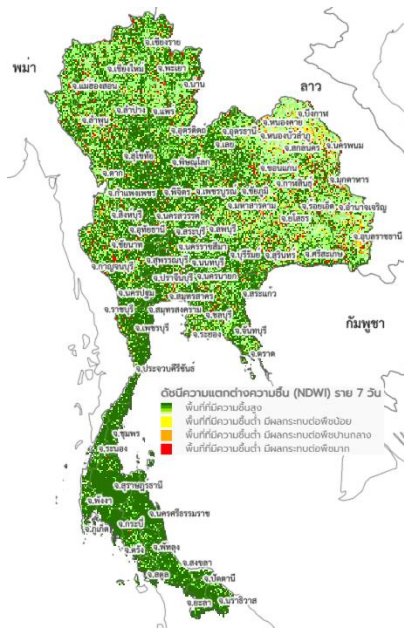 จ.เชียงราย
พม่า
จ.เชียงใหม่ จ.พะเยา
จ.แม่ฮ่องสอน
จ.น่าน
ลาว
จ.ลำปาง จ.แพร่
จ.ลำพูน
จ.บึงกาฬ
จ.หนองคาย
จ.อุตรดิตถ์
จ.อุดรธานี
จ.หนองบัวลำภู
จ.นครพนม
จ.เลย
จ.สกลนคร
จ.สุโขทัย
จ.พิษณุโลก
จ.ขอนแก่น
จ.ตาก
จ.มุกดาหาร
จ.กาฬสินธุ์
จ.กำแพงเพชร
จ.พิจิตร
จ.เพชรบูรณ์
จ.ชัยภูมิ
จ.มหาสารคาม
จ.ร้อยเอ็ด
จ.อำนาจเจริญ
จ.สิงห์บุรี
จ.นครสวรรค์
จ.ยโสธร
จ.อุทัยธานี
จ.สระบุรี
จ.ลพบุรี
จ.อุบลราชธานี
จ.ชัยนาท
จ.นครราชสีมา
จ.บุรีรัมย์
จ.สุรินทร์
จ.ศรีสะเกษ
จ.สุพรรณบุรี
จ.นนทบุรี
จ.กาญจนบุรี
จ.ปราจีนบุรี
จ.นครนายก
จ.สระแก้ว
จ.นครปฐม
จ.สมุทรสาคร
จ.ราชบุรี
จ.สมุทรสงคราม
จ.ชลบุรี
กัมพูชา
จ.เพชรบุรี
จ.ระยอง
จ.จันทบุรี
จ.ตราด
จ.ประจวบคีรีขันธ์
ดัชนีความแตกต่างความชื้น (NDWI) ราย 7 วัน
พื้นที่ที่มีความชื้นสูง
พื้นที่ที่มีความชื้นต่ำ มีผลกระทบต่อพืชน้อย
พื้นที่ที่มีความชื้นต่ำ มีผลกระทบต่อพืชปานกลาง
พื้นที่ที่มีความชื้นต่ำ มีผลกระทบต่อพืชมาก
จ.ชุมพร
จ.ระนอง
จ.สุราษฎร์ธานี
จ.พังงา
จ.นครศรีธรรมราช
จ.กระบี่
จ.ภูเก็ต
จ.ตรัง
จ.พัทลุง
จ.สงขลา
จ.สตูล
จ.ปัตตานี
จ.ยะลา
จ.นราธิวาส